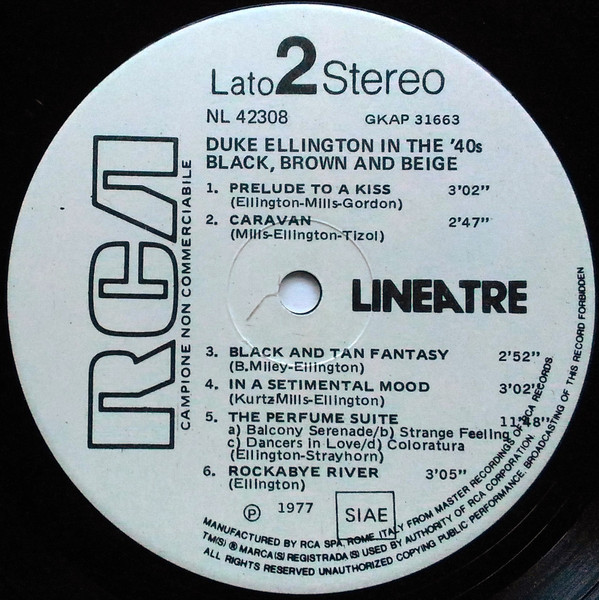 Lato 2 Stereo
NL 42308 GKAP 31663
DUKE ELLINGTON IN THE '40s
BLACK, BROWN AND BEIGE
1. PRELUDE TO A KISS 3'02"
(Ellington-Mills-Gordon)
2. CARAVAN 2'47"
(Mills-Ellington-Tizol)
RCA
CAMPIONE NON COMMERCIABILE
LINEATRE
3. BLACK AND TAN FANTASY 2'52"
(B.Miley-Ellington)
4. IN A SETIMENTAL MOOD 3'02"
(KurtzMills-Ellington)
5. THE PERFUME SUITE 11'48"
a) Balcony Serenade/b) Strange Feeling
c) Dancers in Love/d) Coloratura
(Ellington-Strayhorn)
6. ROCKABYE RIVER 3'05"
(Ellington)
℗ 1977 SIAE
MANUFACTURED BY RCA SPA, ROME, ITALY FROM MASTER RECORDINGS OF RCA RECORDS.
TM(S) ® MARCA(S) REGISTRADA(S) USED BY AUTHORITY OF RCA CORPORATION.
ALL RIGHTS RESERVED UNAUTHORIZED COPYING PUBLIC PERFORMANCE, BROADCASTING OF THIS RECORD FORBIDDEN